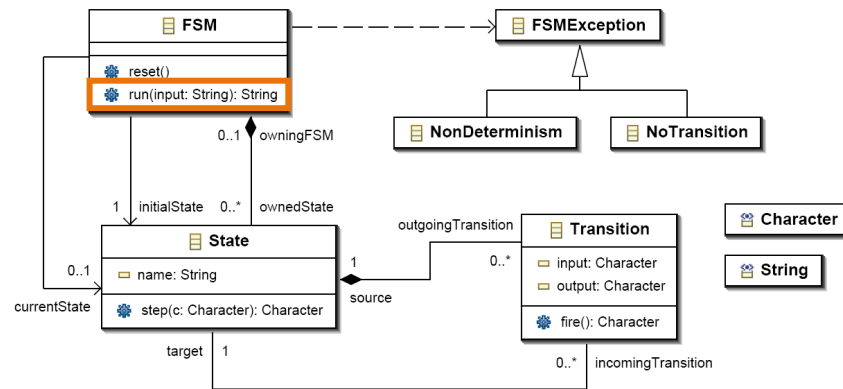 FSM
FSMException
reset()
run(input: String): String
NonDeterminism
NoTransition
0..1
owningFSM
1
initialState
0..*
ownedState
State
name: String
step(c: Character): Character
0..1
currentState
1
source
outgoingTransition
0..*
Transition
input: Character
output: Character
fire(): Character
Character
String
target
1
0..*
incomingTransition